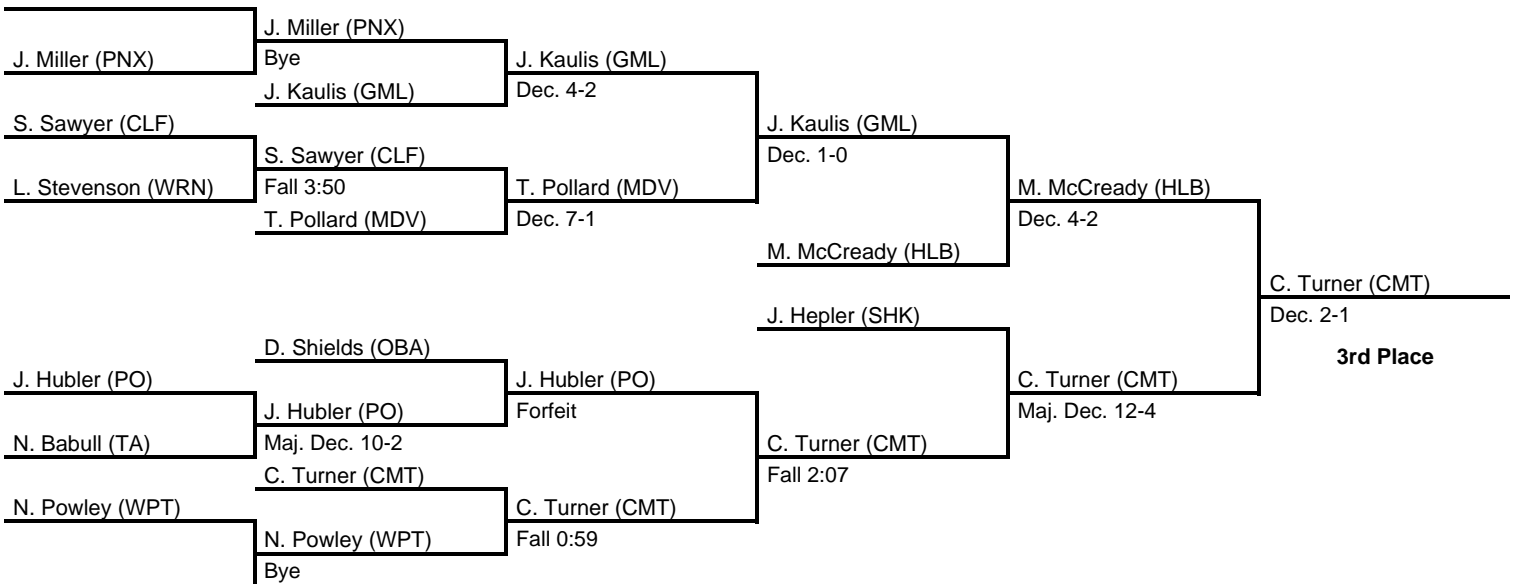 J. Miller (PNX)
J. Miller (PNX)
Bye
J. Kaulis (GML)
J. Kaulis (GML)
Dec. 4-2
S. Sawyer (CLF)
J. Kaulis (GML)
S. Sawyer (CLF)
Dec. 1-0
L. Stevenson (WRN)
Fall 3:50
T. Pollard (MDV)
M. McCready (HLB)
T. Pollard (MDV)
Dec. 7-1
Dec. 4-2
M. McCready (HLB)
C. Turner (CMT)
J. Hepler (SHK)
Dec. 2-1
D. Shields (OBA)
3rd Place
J. Hubler (PO)
J. Hubler (PO)
C. Turner (CMT)
J. Hubler (PO)
Forfeit
Maj. Dec. 12-4
N. Babull (TA)
Maj. Dec. 10-2
C. Turner (CMT)
C. Turner (CMT)
Fall 2:07
N. Powley (WPT)
C. Turner (CMT)
N. Powley (WPT)
Fall 0:59
Bye